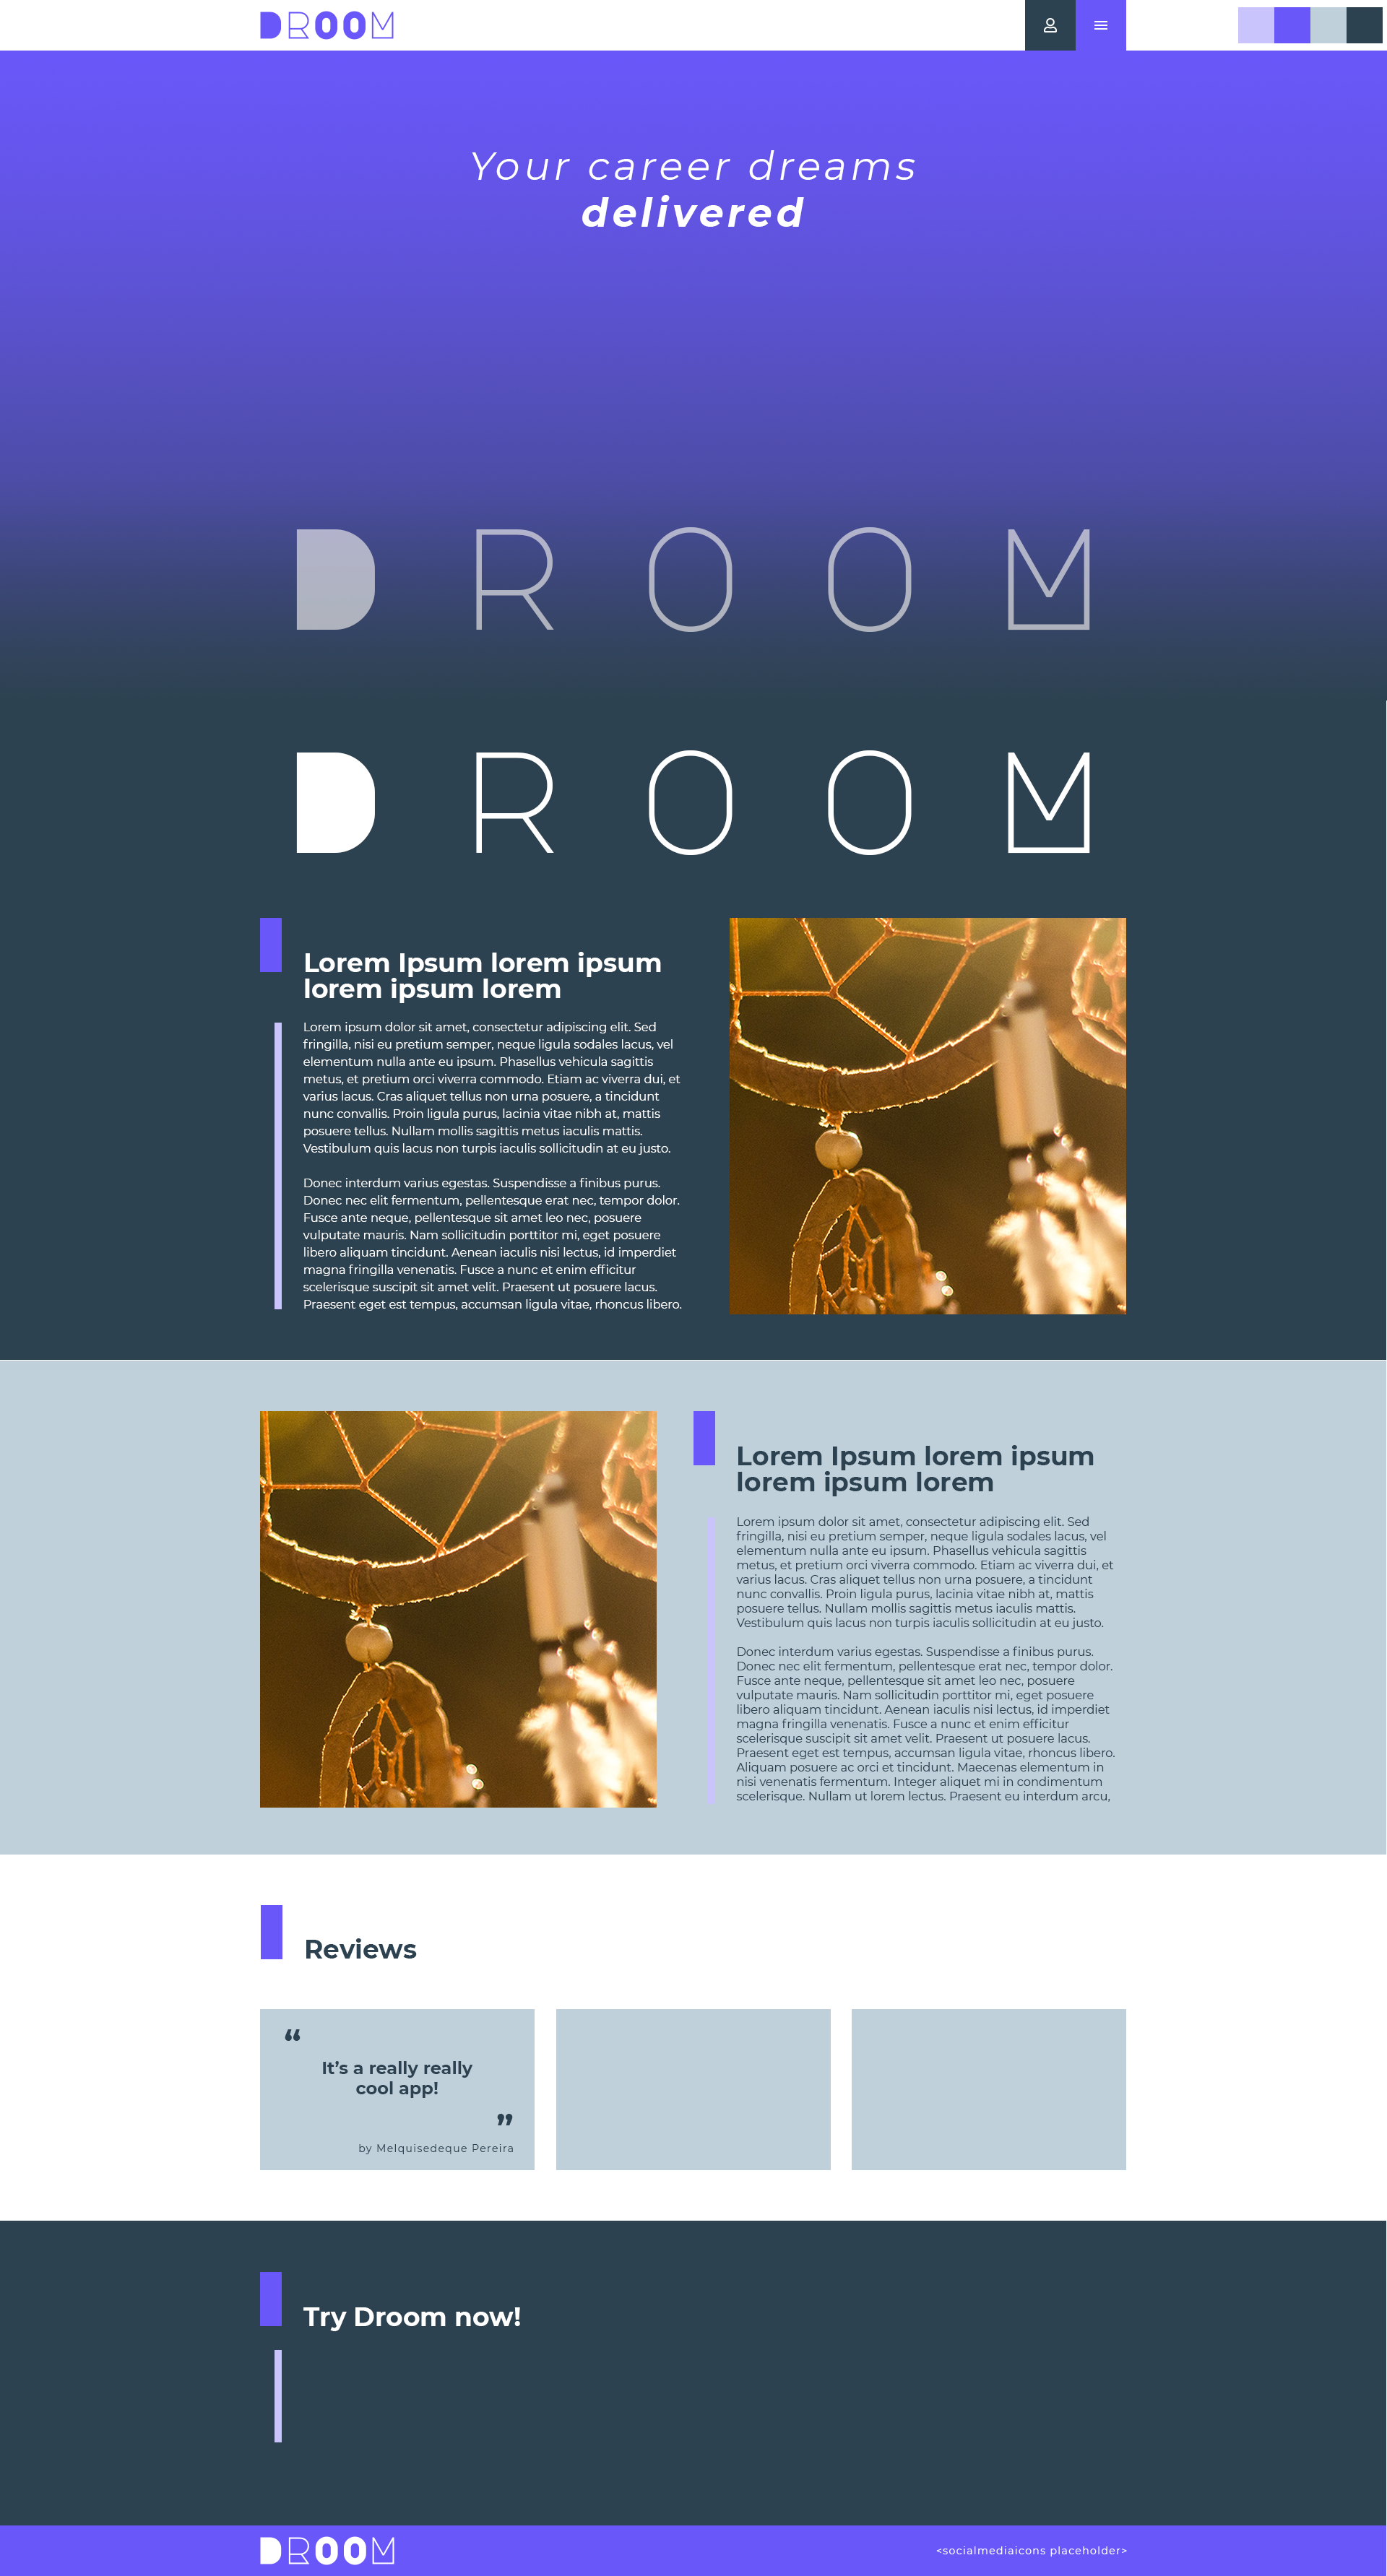 DROOM
Your career dreams
delivered
DROOM
DROOM
Lorem Ipsum lorem ipsum
lorem ipsum lorem
Lorem ipsum dolor sit amet, consectetur adipiscing elit. Sed
fringilla, nisi eu pretium semper, neque ligula sodales lacus, vel
elementum nulla ante eu ipsum. Phasellus vehicula sagittis
metus, et pretium orci viverra commodo. Etiam ac viverra dui, et
varius lacus. Cras aliquet tellus non urna posuere, a tincidunt
nunc convallis. Proin ligula purus, lacinia vitae nibh at, mattis
posuere tellus. Nullam mollis sagittis metus iaculis mattis.
Vestibulum quis lacus non turpis iaculis sollicitudin at eu justo.
Donec interdum varius egestas. Suspendisse a finibus purus.
Donec nec elit fermentum, pellentesque erat nec, tempor dolor.
Fusce ante neque, pellentesque sit amet leo nec, posuere
vulputate mauris. Nam sollicitudin porttitor mi, eget posuere
libero aliquam tincidunt. Aenean iaculis nisi lectus, id imperdiet
magna fringilla venenatis. Fusce a nunc et enim efficitur
scelerisque suscipit sit amet velit. Praesent ut posuere lacus.
Praesent eget est tempus, accumsan ligula vitae, rhoncus libero.
Lorem Ipsum lorem ipsum
lorem ipsum lorem
Lorem ipsum dolor sit amet, consectetur adipiscing elit. Sed
fringilla, nisi eu pretium semper, neque ligula sodales lacus, vel
elementum nulla ante eu ipsum. Phasellus vehicula sagittis
metus, et pretium orci viverra commodo. Etiam ac viverra dui, et
varius lacus. Cras aliquet tellus non urna posuere, a tincidunt
nunc convallis. Proin ligula purus, lacinia vitae nibh at, mattis
posuere tellus. Nullam mollis sagittis metus iaculis mattis.
Vestibulum quis lacus non turpis iaculis sollicitudin at eu justo.
Donec interdum varius egestas. Suspendisse a finibus purus.
Donec nec elit fermentum, pellentesque erat nec, tempor dolor.
Fusce ante neque, pellentesque sit amet leo nec, posuere
vulputate mauris. Nam sollicitudin porttitor mi, eget posuere
libero aliquam tincidunt. Aenean iaculis nisi lectus, id imperdiet
magna fringilla venenatis. Fusce a nunc et enim efficitur
scelerisque suscipit sit amet velit. Praesent ut posuere lacus.
Praesent eget est tempus, accumsan ligula vitae, rhoncus libero.
Aliquam posuere ac orci et tincidunt. Maecenas elementum in
nisi venenatis fermentum. Integer aliquet mi in condimentum
scelerisque. Nullam ut lorem lectus. Praesent eu interdum arcu,
Reviews
“
It’s a really really
cool app!
”
by Melquisedeque Pereira
Try Droom now!
DROOM
<socialmediaicons placeholder>